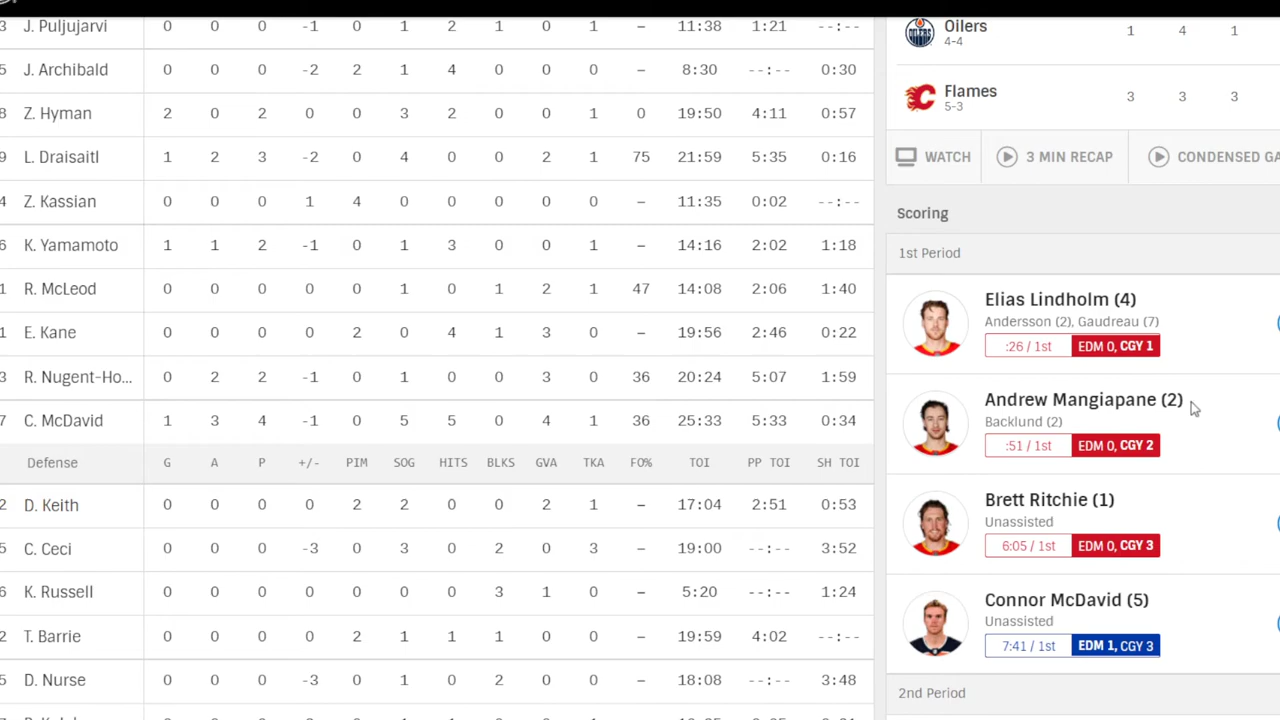 3 J. Puljujarvi 0 0 0 -1 0 1 2 1 0 1 – 11:38 1:21 --:--
5 J. Archibald 0 0 0 -2 2 1 4 0 0 0 – 8:30 --:-- 0:30
8 Z. Hyman 2 0 2 0 0 3 2 0 0 1 0 19:50 4:11 0:57
9 L. Draisaitl 1 2 3 -2 0 4 0 0 2 1 75 21:59 5:35 0:16
4 Z. Kassian 0 0 0 1 4 0 0 0 0 0 – 11:35 0:02 --:--
6 K. Yamamoto 1 1 2 -1 0 1 3 0 0 1 – 14:16 2:02 1:18
1 R. McLeod 0 0 0 0 0 1 0 1 2 1 47 14:08 2:06 1:40
1 E. Kane 0 0 0 0 2 0 4 1 3 0 – 19:56 2:46 0:22
3 R. Nugent-Ho... 0 2 2 -1 0 1 0 0 3 0 36 20:24 5:07 1:59
7 C. McDavid 1 3 4 -1 0 5 5 0 4 1 36 25:33 5:33 0:34
Defense G A P +/- PIM SOG HITS BLKS GVA TKA FO% TOI PP TOI SH TOI
2 D. Keith 0 0 0 0 2 2 0 0 2 1 – 17:04 2:51 0:53
5 C. Ceci 0 0 0 -3 0 3 0 2 0 3 – 19:00 --:-- 3:52
6 K. Russell 0 0 0 0 0 0 0 3 1 0 – 5:20 --:-- 1:24
2 T. Barrie 0 0 0 0 2 1 1 1 0 0 – 19:59 4:02 --:--
5 D. Nurse 0 0 0 -3 0 1 0 2 0 0 – 18:08 --:-- 3:48
Oilers 1 4 1
4-4
Flames 3 3 3
5-3
WATCH 3 MIN RECAP CONDENSED GA
Scoring
1st Period
Elias Lindholm (4)
Andersson (2), Gaudreau (7)
:26 / 1st EDM 0, CGY 1
Andrew Mangiapane (2)
Backlund (2)
:51 / 1st EDM 0, CGY 2
Brett Ritchie (1)
Unassisted
6:05 / 1st EDM 0, CGY 3
Connor McDavid (5)
Unassisted
7:41 / 1st EDM 1, CGY 3
2nd Period